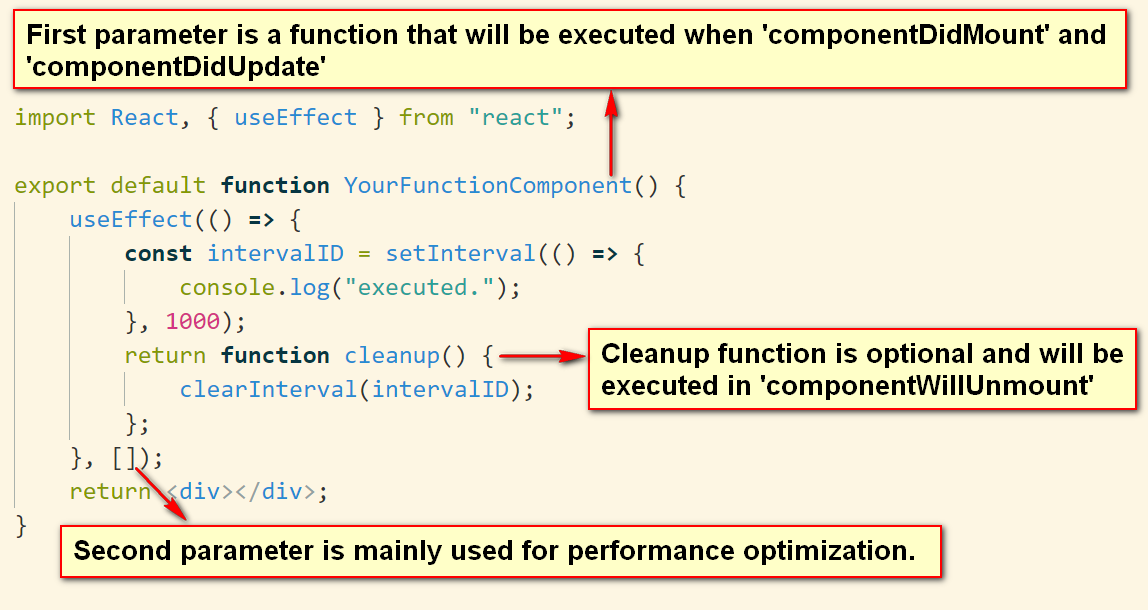 First parameter is a function that will be executed when 'componentDidMount' and
'componentDidUpdate'
import React, { useEffect } from "react";
export default function YourFunctionComponent() {
    useEffect(() => {
        const intervalID = setInterval(() => {
            console.log("executed.");
        }, 1000);
        return function cleanup() {
            clearInterval(intervalID);
        };
    }, []);
    return <div></div>;
}
Cleanup function is optional and will be
executed in 'componentWillUnmount'
Second parameter is mainly used for performance optimization.